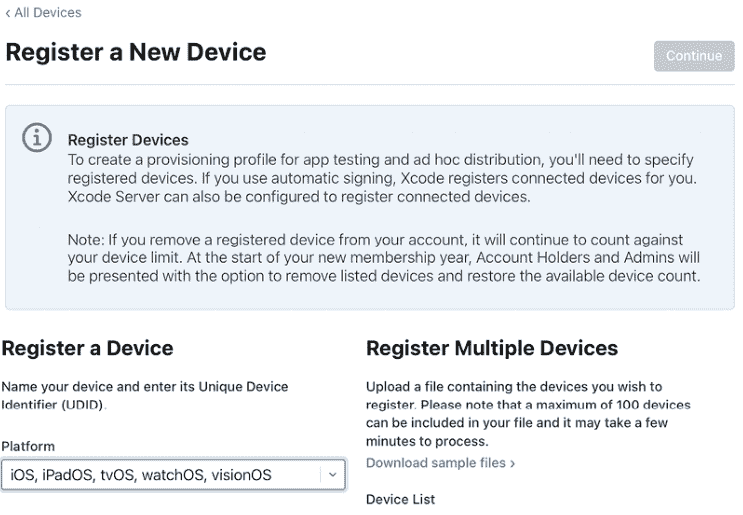 ‹ All Devices
Register a New Device
Continue
Register Devices
To create a provisioning profile for app testing and ad hoc distribution, you'll need to specify
registered devices. If you use automatic signing, Xcode registers connected devices for you.
Xcode Server can also be configured to register connected devices.
Note: If you remove a registered device from your account, it will continue to count against
your device limit. At the start of your new membership year, Account Holders and Admins will
be presented with the option to remove listed devices and restore the available device count.
Register a Device
Name your device and enter its Unique Device
Identifier (UDID).
Platform
iOS, iPadOS, tvOS, watchOS, visionOS
Register Multiple Devices
Upload a file containing the devices you wish to
register. Please note that a maximum of 100 devices
can be included in your file and it may take a few
minutes to process.
Download sample files ›
Device List